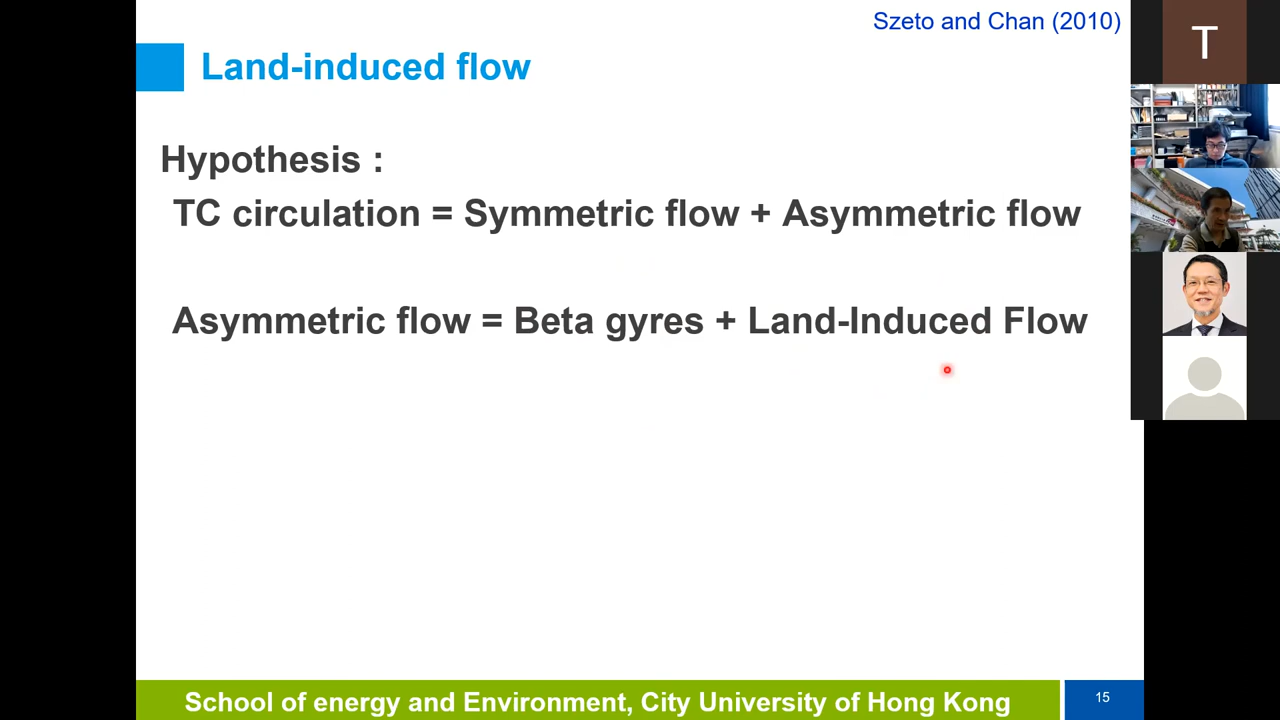 Szeto and Chan (2010)
T
Land-induced flow
Hypothesis :
TC circulation = Symmetric flow + Asymmetric flow
Asymmetric flow = Beta gyres + Land-Induced Flow
School of energy and Environment, City University of Hong Kong
15